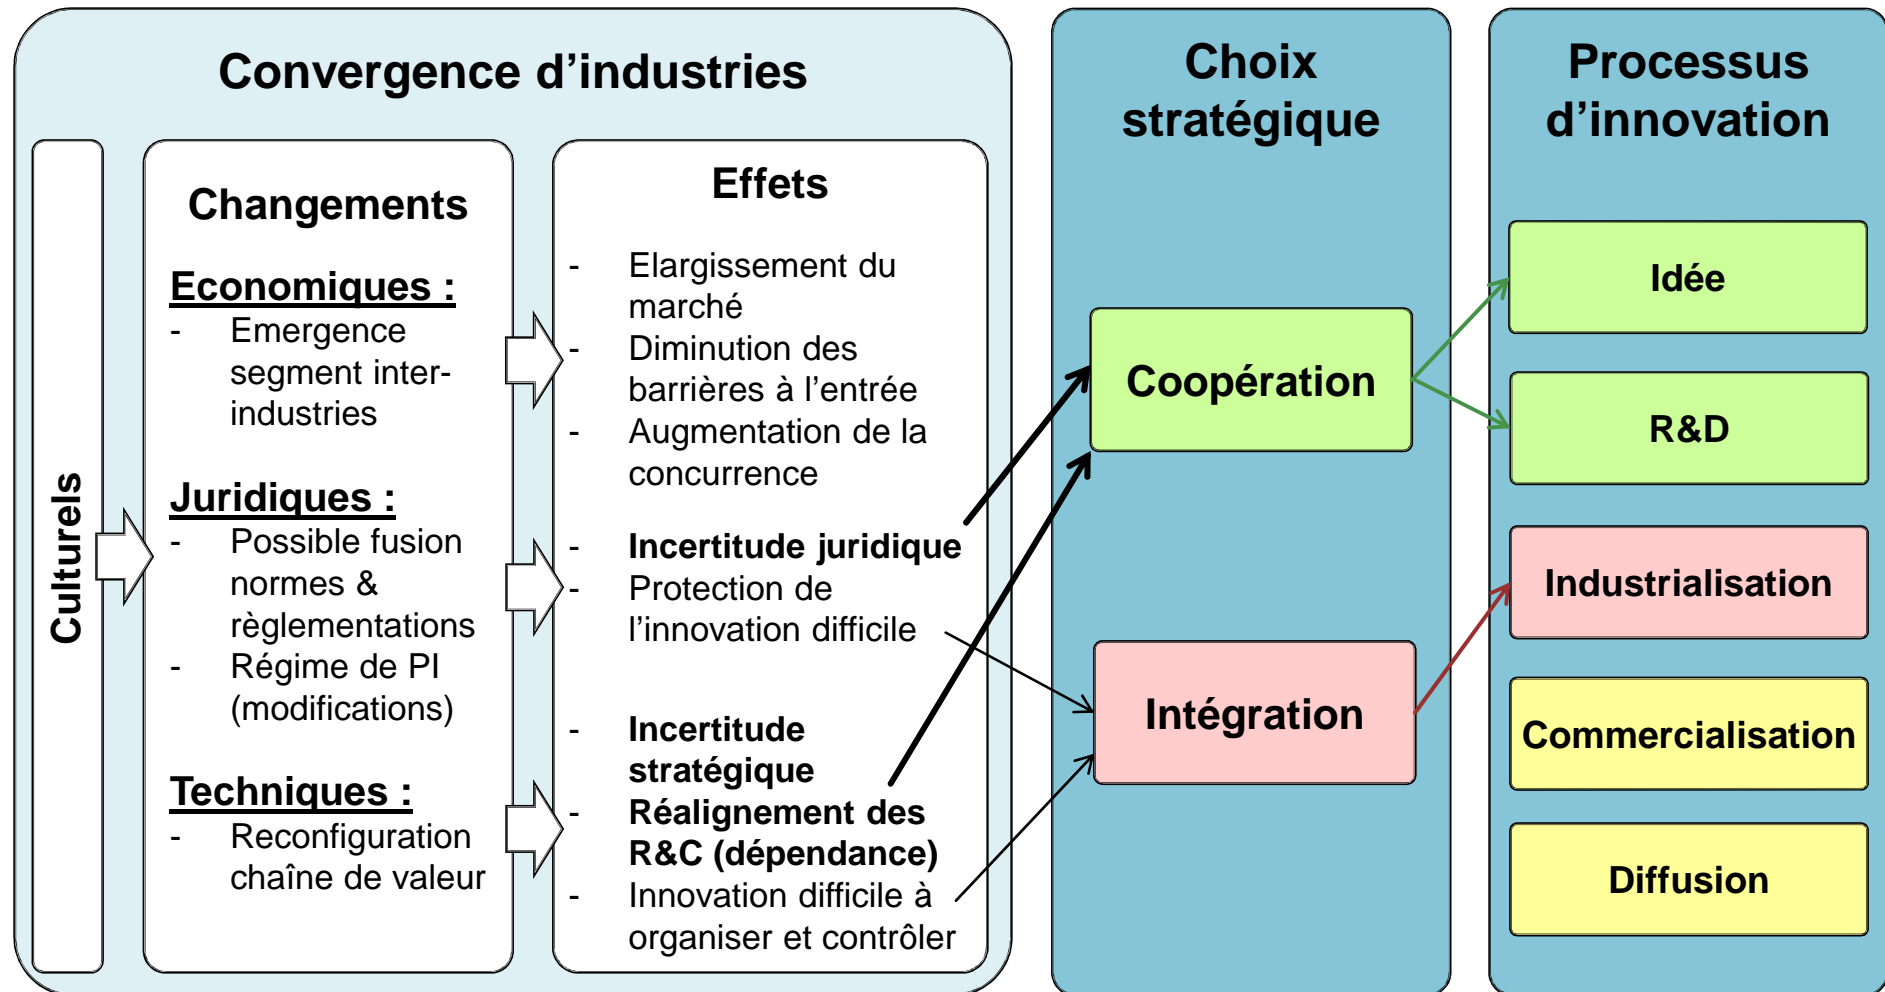 Convergence d’industries
Culturels
Changements
Economiques :
- Emergence
segment inter-
industries
Juridiques :
- Possible fusion
normes &
règlementations
- Régime de PI
(modifications)
Techniques :
- Reconfiguration
chaîne de valeur
Effets
- Elargissement du
marché
- Diminution des
barrières à l’entrée
- Augmentation de la
concurrence
- Incertitude juridique
- Protection de
l’innovation difficile
- Incertitude
stratégique
- Réalignement des
R&C (dépendance)
- Innovation difficile à
organiser et contrôler
Choix
stratégique
Coopération
Intégration
Processus
d’innovation
Idée
R&D
Industrialisation
Commercialisation
Diffusion